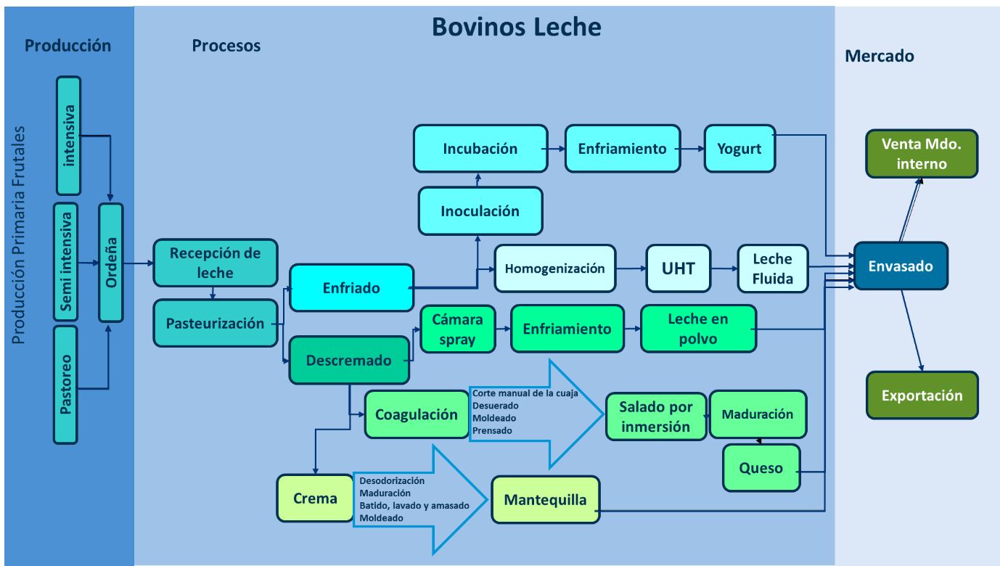 Bovinos Leche
Producción
Procesos
Mercado
Producción Primaria Frutales
intensiva
Semi intensiva
Pastoreo
Ordeña
Recepción de
leche
Pasteurización
Enfriado
Descremado
Incubación
Enfriamiento
Yogurt
Inoculación
Homogenización
UHT
Leche
Fluida
Cámara
spray
Enfriamiento
Leche en
polvo
Coagulación
Corte manual de la cuaja
Desuerado
Moldeado
Prensado
Salado por
inmersión
Maduración
Queso
Crema
Desodorización
Maduración
Batido, lavado y amasado
Moldeado
Mantequilla
Venta Mdo.
interno
Envasado
Exportación